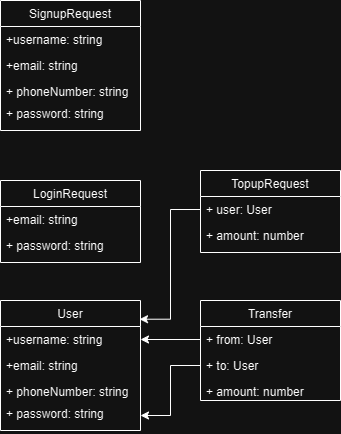 SignupRequest
+username: string
+email: string
+ phoneNumber: string
+ password: string
LoginRequest
+email: string
+ password: string
TopupRequest
+ user: User
+ amount: number
User
+username: string
+email: string
+ phoneNumber: string
+ password: string
Transfer
+ from: User
+ to: User
+ amount: number